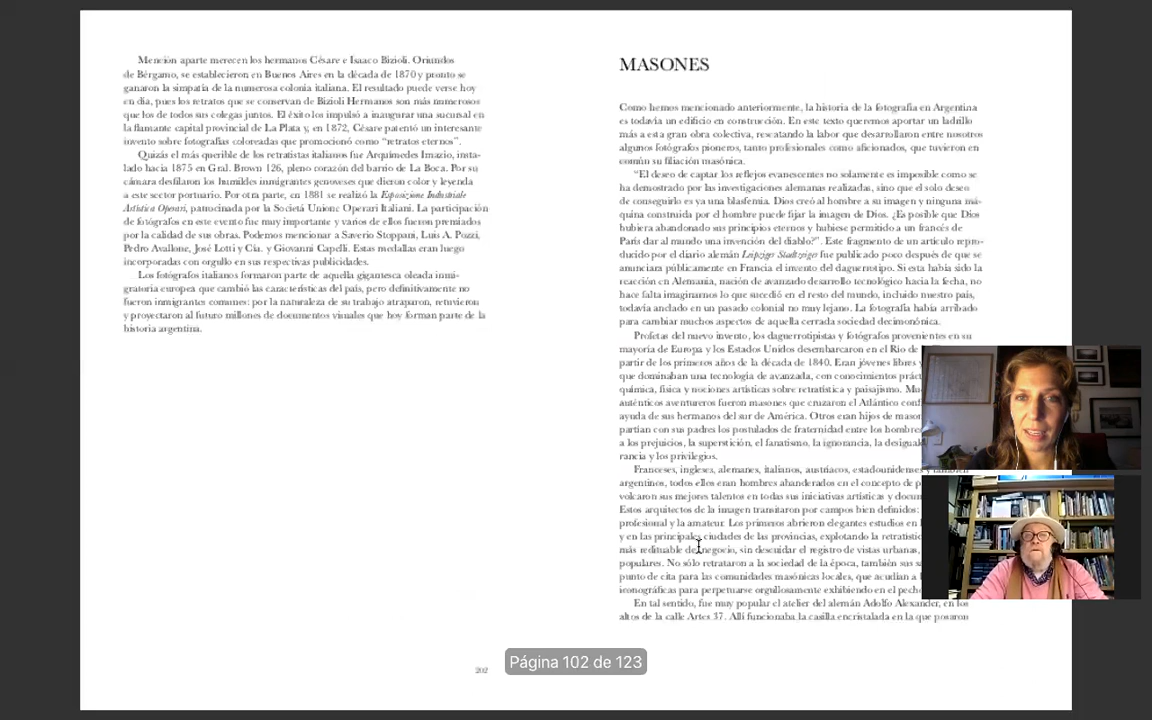 Mención aparte merecen los hermanos Césare e Isaaco Bizioli. Oriundos
de Bérgamo, se establecieron en Buenos Aires en la década de 1870 y pronto se
ganaron la simpatía de la numerosa colonia italiana. El resultado puede verse hoy
en día, pues los retratos que se conservan de Bizioli Hermanos son más numerosos
que los de todos sus colegas juntos. El éxito los impulsó a inaugurar una sucursal en
la flamante capital provincial de La Plata y, en 1872, Césare patentó un interesante
invento sobre fotografías coloreadas que promocionó como “retratos eternos”.
Quizás el más querible de los retratistas italianos fue Arquímedes Imazio, insta-
lado hacia 1875 en Gral. Brown 126, pleno corazón del barrio de La Boca. Por su
cámara desfilaron los humildes inmigrantes genoveses que dieron color y leyenda
a este sector portuario. Por otra parte, en 1881 se realizó la Esposizione Industriale
Artistica Operari, patrocinada por la Societá Unione Operari Italiani. La participación
de fotógrafos en este evento fue muy importante y varios de ellos fueron premiados
por la calidad de sus obras. Podemos mencionar a Saverio Stoppani, Luis A. Pozzi,
Pedro Avallone, José Lotti y Cía. y Giovanni Capelli. Estas medallas eran luego
incorporadas con orgullo en sus respectivas publicidades.
Los fotógrafos italianos formaron parte de aquella gigantesca oleada inmi-
gratoria europea que cambió las características del país, pero definitivamente no
fueron inmigrantes comunes: por la naturaleza de su trabajo atraparon, retuvieron
y proyectaron al futuro millones de documentos visuales que hoy forman parte de la
historia argentina.
202
MASONES
Como hemos mencionado anteriormente, la historia de la fotografía en Argentina
es todavía un edificio en construcción. En este texto queremos aportar un ladrillo
más a esta gran obra colectiva, rescatando la labor que desarrollaron entre nosotros
algunos fotógrafos pioneros, tanto profesionales como aficionados, que tuvieron en
común su filiación masónica.
“El deseo de captar los reflejos evanescentes no solamente es imposible como se
ha demostrado por las investigaciones alemanas realizadas, sino que el solo deseo
de conseguirlo es ya una blasfemia. Dios creó al hombre a su imagen y ninguna má-
quina construida por el hombre puede fijar la imagen de Dios. ¿Es posible que Dios
hubiera abandonado sus principios eternos y hubiese permitido a un francés de
París dar al mundo una invención del diablo?”. Este fragmento de un artículo repro-
ducido por el diario alemán Leipziger Stadtzeiger fue publicado poco después de que se
anunciara públicamente en Francia el invento del daguerrotipo. Si esta había sido la
reacción en Alemania, nación de avanzado desarrollo tecnológico hacia la fecha, no
hace falta imaginarnos lo que sucedió en el resto del mundo, incluido nuestro país,
todavía anclado en un pasado colonial no muy lejano. La fotografía había arribado
para cambiar muchos aspectos de aquella cerrada sociedad decimonónica.
Profetas del nuevo invento, los daguerrotipistas y fotógrafos provenientes en su
mayoría de Europa y los Estados Unidos desembarcaron en el Río de
partir de los primeros años de la década de 1840. Eran jóvenes libres y
que dominaban una tecnología de avanzada, con conocimientos
química, física y nociones artísticas sobre retratística y paisajismo.
auténticos aventureros fueron masones que cruzaron el Atlántico
ayuda de sus hermanos del sur de América. Otros eran hijos de
partían con sus padres los postulados de fraternidad entre los hombres
a los prejuicios, la superstición, el fanatismo, la ignorancia, la
rancia y los privilegios.
Franceses, ingleses, alemanes, italianos, austriacos, estadounidenses y también
argentinos, todos ellos eran hombres abanderados en el concepto de
volcaron sus mejores talentos en todas sus iniciativas artísticas y
Estos arquitectos de la imagen transitaron por campos bien definidos:
profesional y la amateur. Los primeros abrieron elegantes estudios en
y en las principales ciudades de las provincias, explotando la
más redituable del negocio, sin descuidar el registro de vistas urbanas,
populares. No sólo retrataron a la sociedad de la época, también sus
punto de cita para las comunidades masónicas locales, que acudían a
iconográficas para perpetuarse orgullosamente exhibiendo en el pecho
En tal sentido, fue muy popular el atelier del alemán Adolfo Alexander, en los
altos de la calle Artes 37. Allí funcionaba la casilla encristalada en la que posaron
Página 102 de 123